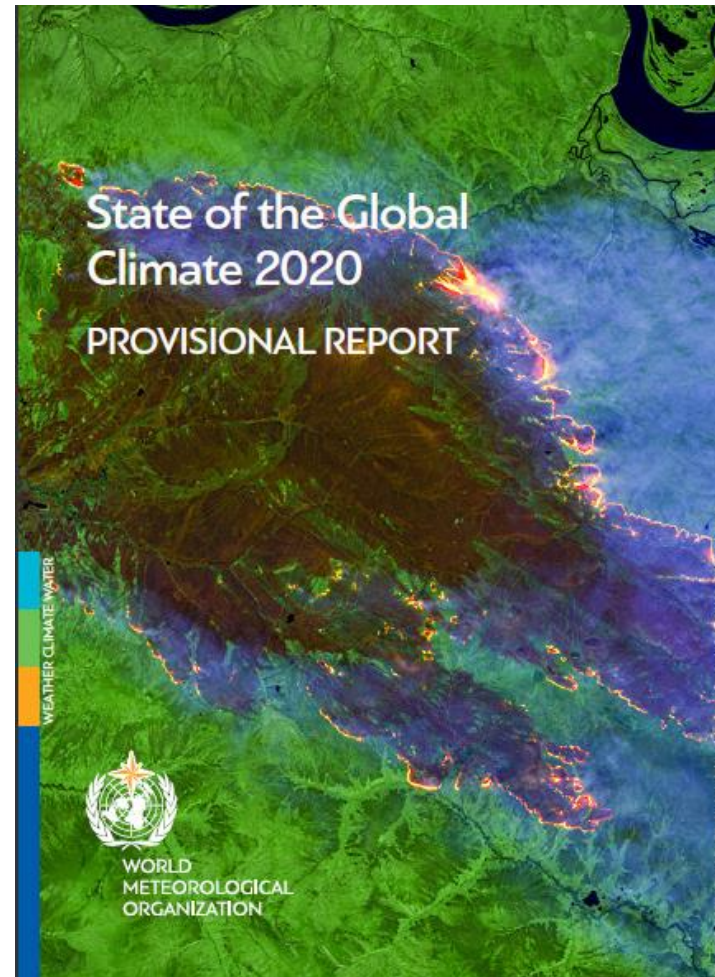 State of the Global
Climate 2020
PROVISIONAL REPORT
WEATHER CLIMATE WATER
WORLD
METEOROLOGICAL
ORGANIZATION